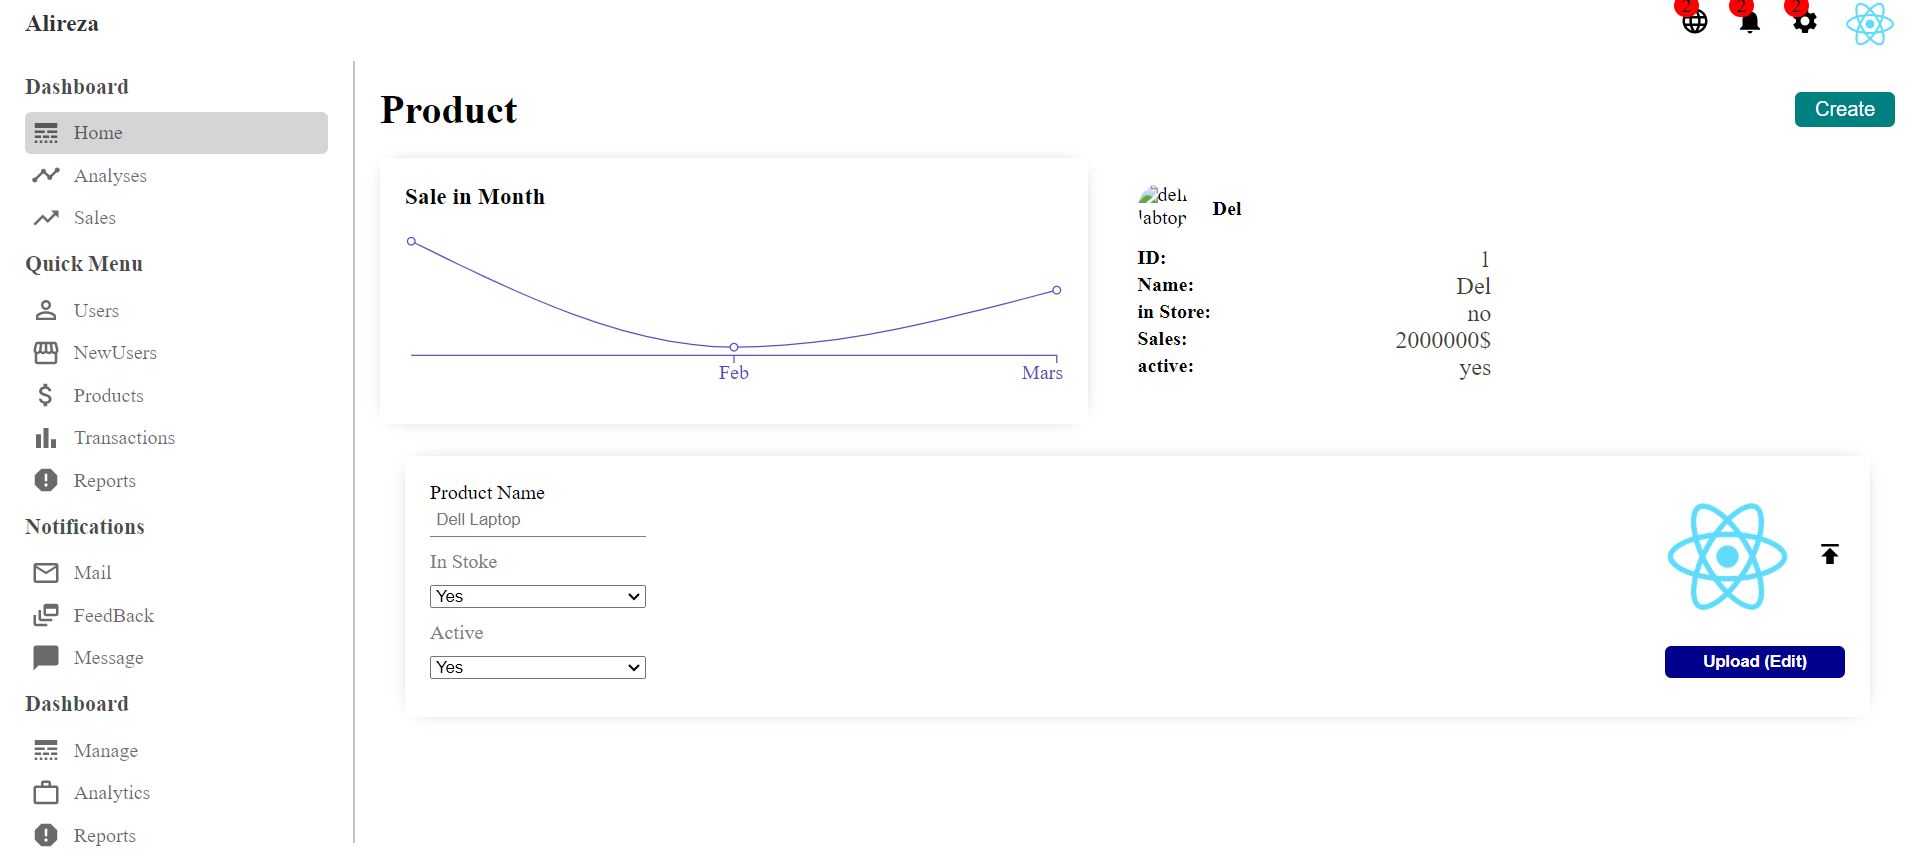 Alireza
2
2
2
Dashboard
Home
Analyses
Sales
Quick Menu
Users
NewUsers
Products
Transactions
Reports
Notifications
Mail
FeedBack
Message
Dashboard
Manage
Analytics
Reports
Product
Create
Sale in Month
Feb Mars
dell
labtop
Del
ID: 1
Name: Del
in Store: no
Sales: 2000000$
active: yes
Product Name
Dell Laptop
In Stoke
Yes
Active
Yes
Upload (Edit)